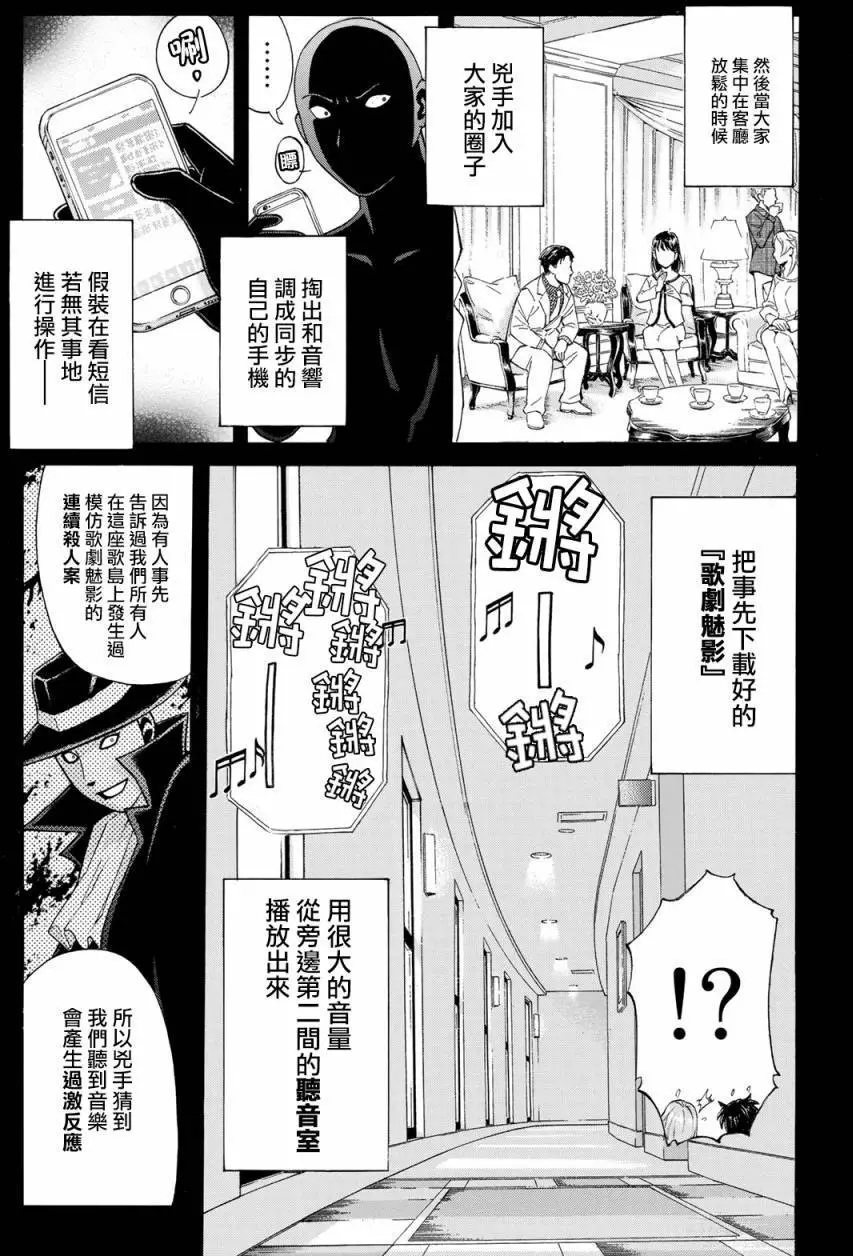 然後當大家
集中在客廳
放鬆的時候
兇手加入
大家的圈子
……
瞟
掏出和音響
調成同步的
自己的手機
唰。
假裝在看短信
若無其事地
進行操作——
把事先下載好的
『歌劇魅影』
鏘
鏘
—
鏘
鏘
鏘
鏘
鏘
鏘
鏘
鏘
鏘
—
!?
用很大的音量
從旁邊第二間的聽音室
播放出來
因為有人事先
告訴過我們所有人
在這座歌島上發生過
模仿歌劇魅影的
連續殺人案
所以兇手猜到
我們聽到音樂
會產生過激反應